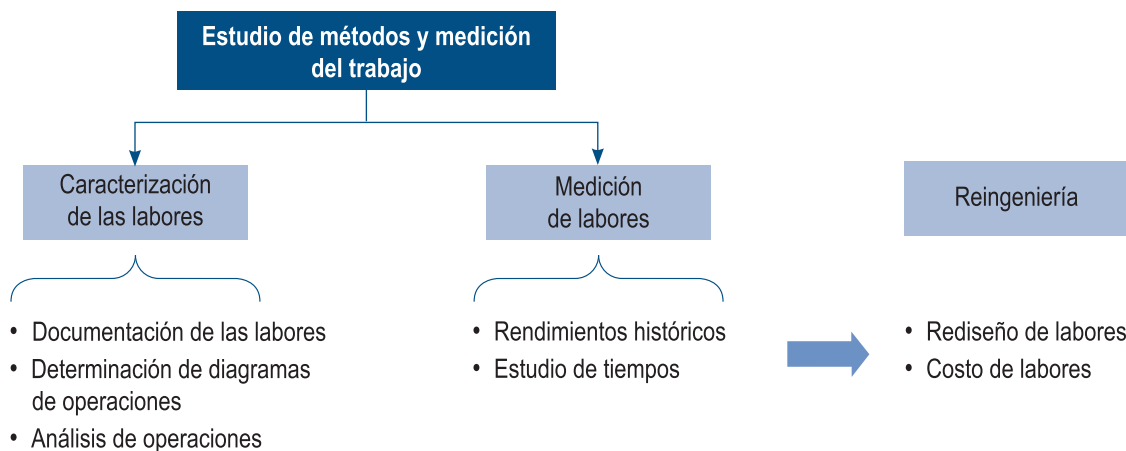 Estudio de métodos y medición
del trabajo
Caracterización
de las labores
Medición
de labores
Reingeniería
• Documentación de las labores
• Determinación de diagramas
de operaciones
• Análisis de operaciones
• Rendimientos históricos
• Estudio de tiempos
• Rediseño de labores
• Costo de labores